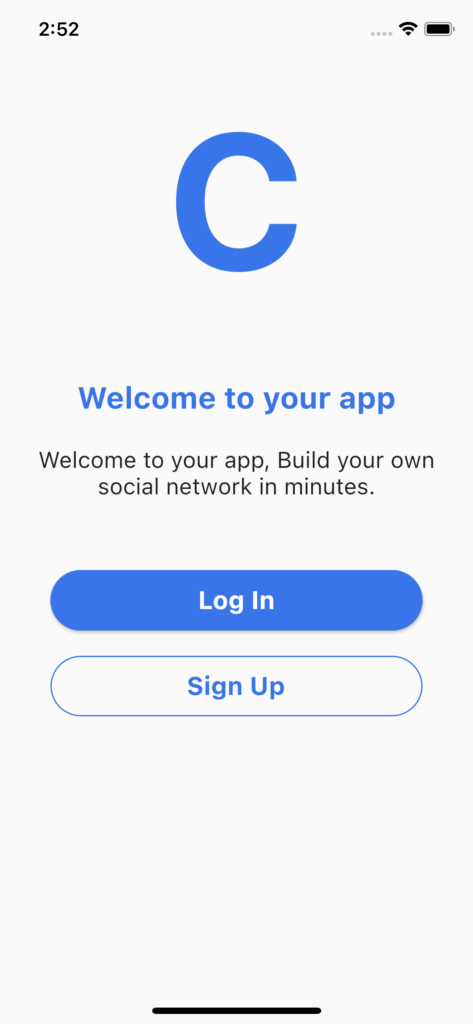 2:52
C
Welcome to your app
Welcome to your app, Build your own
social network in minutes.
Log In
Sign Up